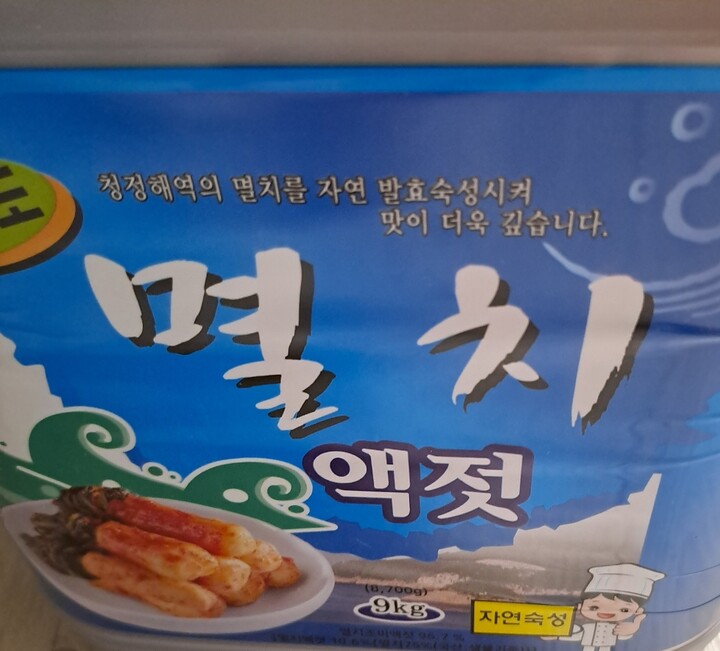 청정해역의 멸치를 자연 발효숙성시켜
맛이 더욱 깊습니다.
멸치
액젓
9kg
자연숙성